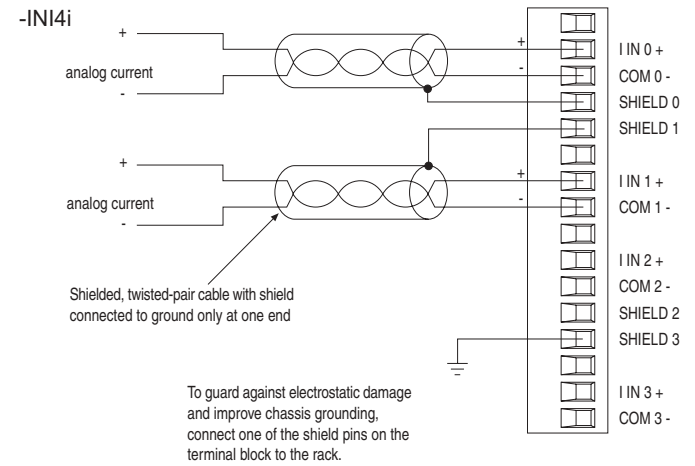 -INI4i
+
analog current
-
+
-
I IN 0 +
COM 0 -
SHIELD 0
SHIELD 1
+
analog current
-
+
-
I IN 1 +
COM 1 -
I IN 2 +
COM 2 -
SHIELD 2
SHIELD 3
I IN 3 +
COM 3 -
Shielded, twisted-pair cable with shield
connected to ground only at one end
To guard against electrostatic damage
and improve chassis grounding,
connect one of the shield pins on the
terminal block to the rack.